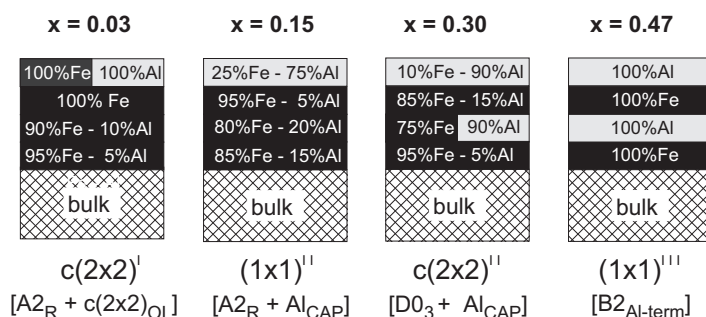 x = 0.03 x = 0.15 x = 0.30 x = 0.47
100%Fe 100%Al 25%Fe - 75%Al 10%Fe - 90%Al 100%Al
100% Fe 95%Fe - 5%Al 85%Fe - 15%Al 100%Fe
90%Fe - 10%Al 80%Fe - 20%Al 75%Fe 90%Al 100%Al
95%Fe - 5%Al 85%Fe - 15%Al 95%Fe - 5%Al 100%Fe
bulk bulk bulk bulk
c(2x2)ᴵ (1x1)ᴵᴵ c(2x2)ᴵᴵ (1x1)ᴵᴵᴵ
[A2R + c(2x2)OL] [A2R + AlCAP] [D03 + AlCAP] [B2Al-term]